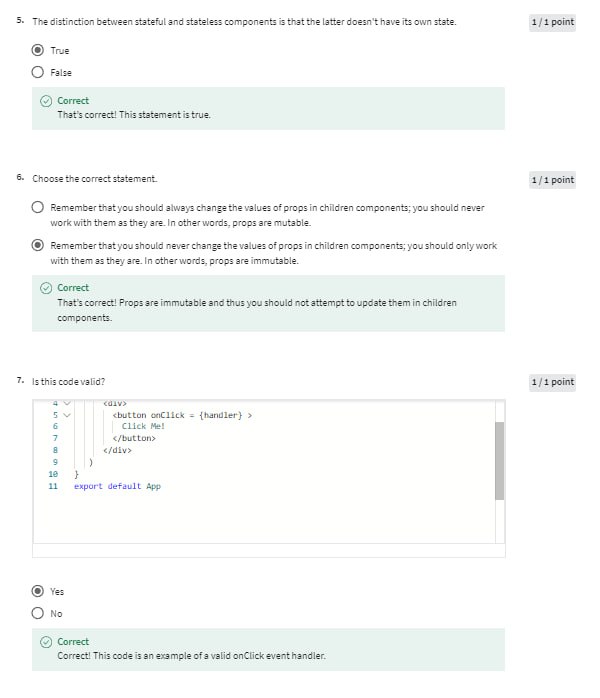 5. The distinction between stateful and stateless components is that the latter doesn't have its own state.
1 / 1 point
True
False
Correct
That's correct! This statement is true.
6. Choose the correct statement.
1 / 1 point
Remember that you should always change the values of props in children components; you should never
work with them as they are. In other words, props are mutable.
Remember that you should never change the values of props in children components; you should only work
with them as they are. In other words, props are immutable.
Correct
That's correct! Props are immutable and thus you should not attempt to update them in children
components.
7. Is this code valid?
1 / 1 point
4 <div>
5 <button onClick = {handler} >
6 Click Me!
7 </button>
8 </div>
9 )
10 }
11 export default App
Yes
No
Correct
Correct! This code is an example of a valid onClick event handler.